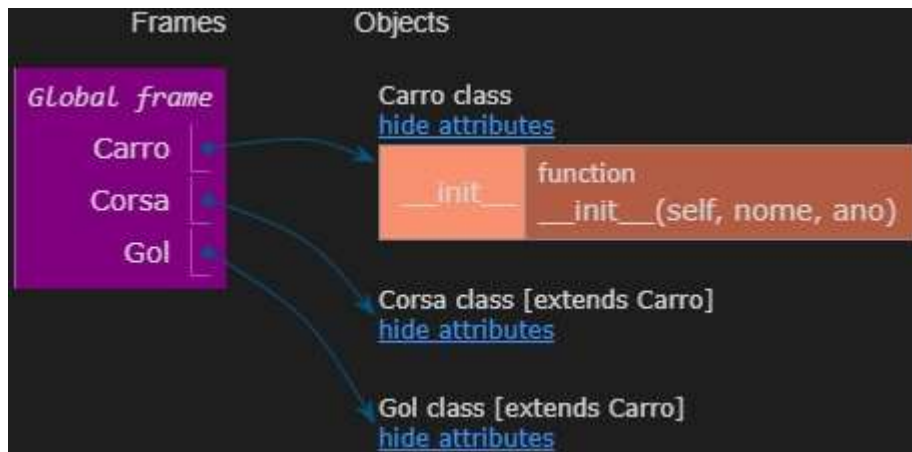 Frames
Objects
Global frame
Carro
Corsa
Gol
Carro class
hide attributes
__init__
function
__init__(self, nome, ano)
Corsa class [extends Carro]
hide attributes
Gol class [extends Carro]
hide attributes